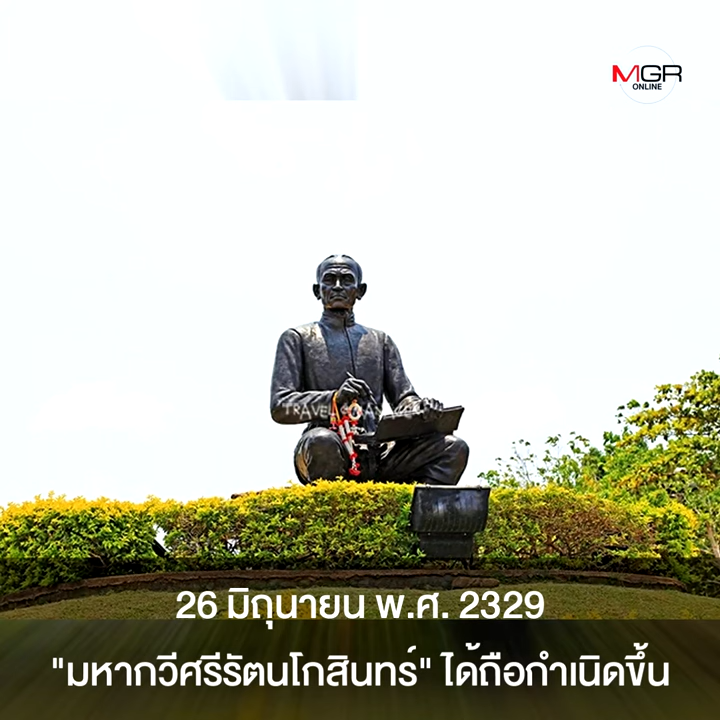 MGR
ONLINE
TRAVEL MANAGER
26 มิถุนายน พ.ศ. 2329
"มหากวีศรีรัตนโกสินทร์" ได้ถือกำเนิดขึ้น